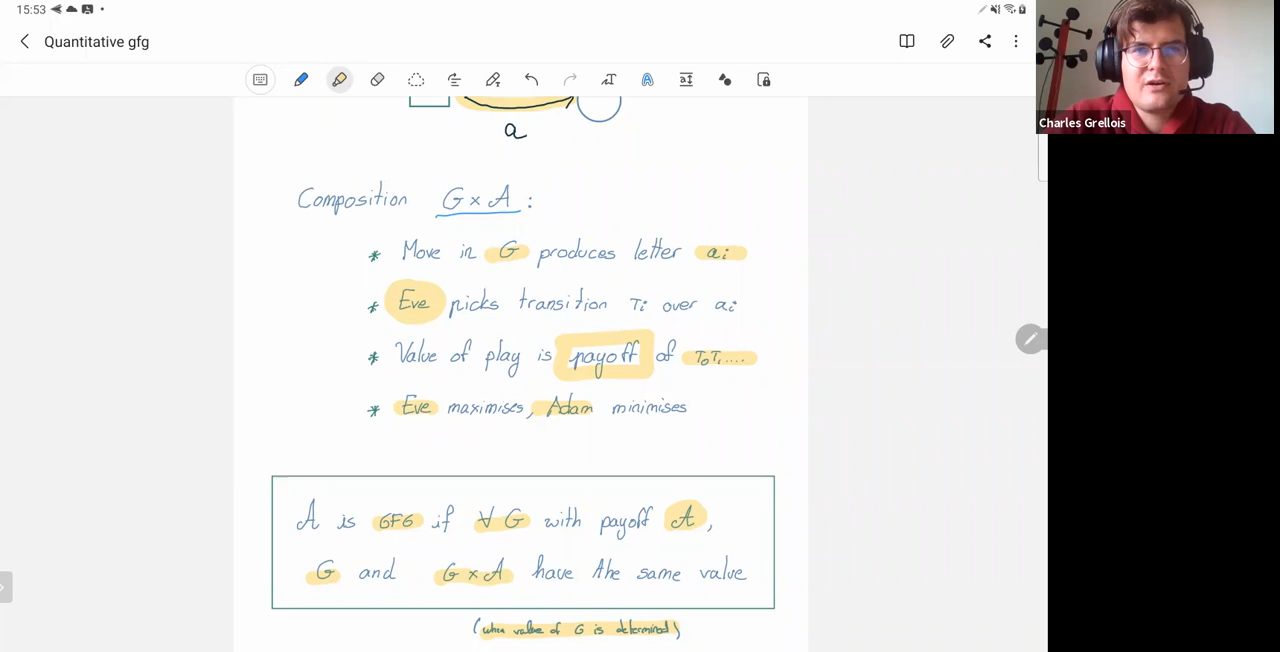 15:53
Quantitative gfg
Charles Grellois
a
Composition G × A :
* Move in G produces letter ai
* Eve picks transition τi over ai
* Value of play is payoff of τ0τ1....
* Eve maximises, Adam minimises
A is GFG if ∀ G with payoff A,
G and G × A have the same value
(when value of G is determined)